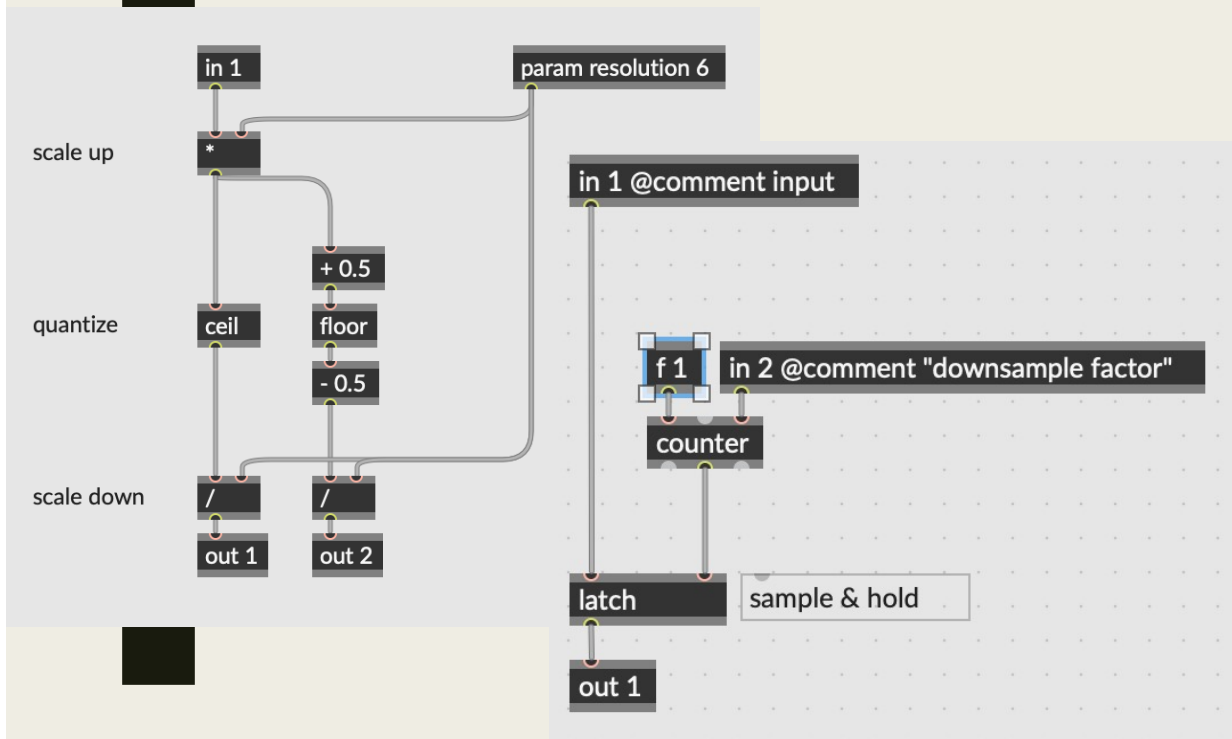 in 1
param resolution 6
scale up
*
+ 0.5
quantize
ceil
floor
- 0.5
scale down
/
/
out 1
out 2
in 1 @comment input
f 1
in 2 @comment "downsample factor"
counter
latch
sample & hold
out 1